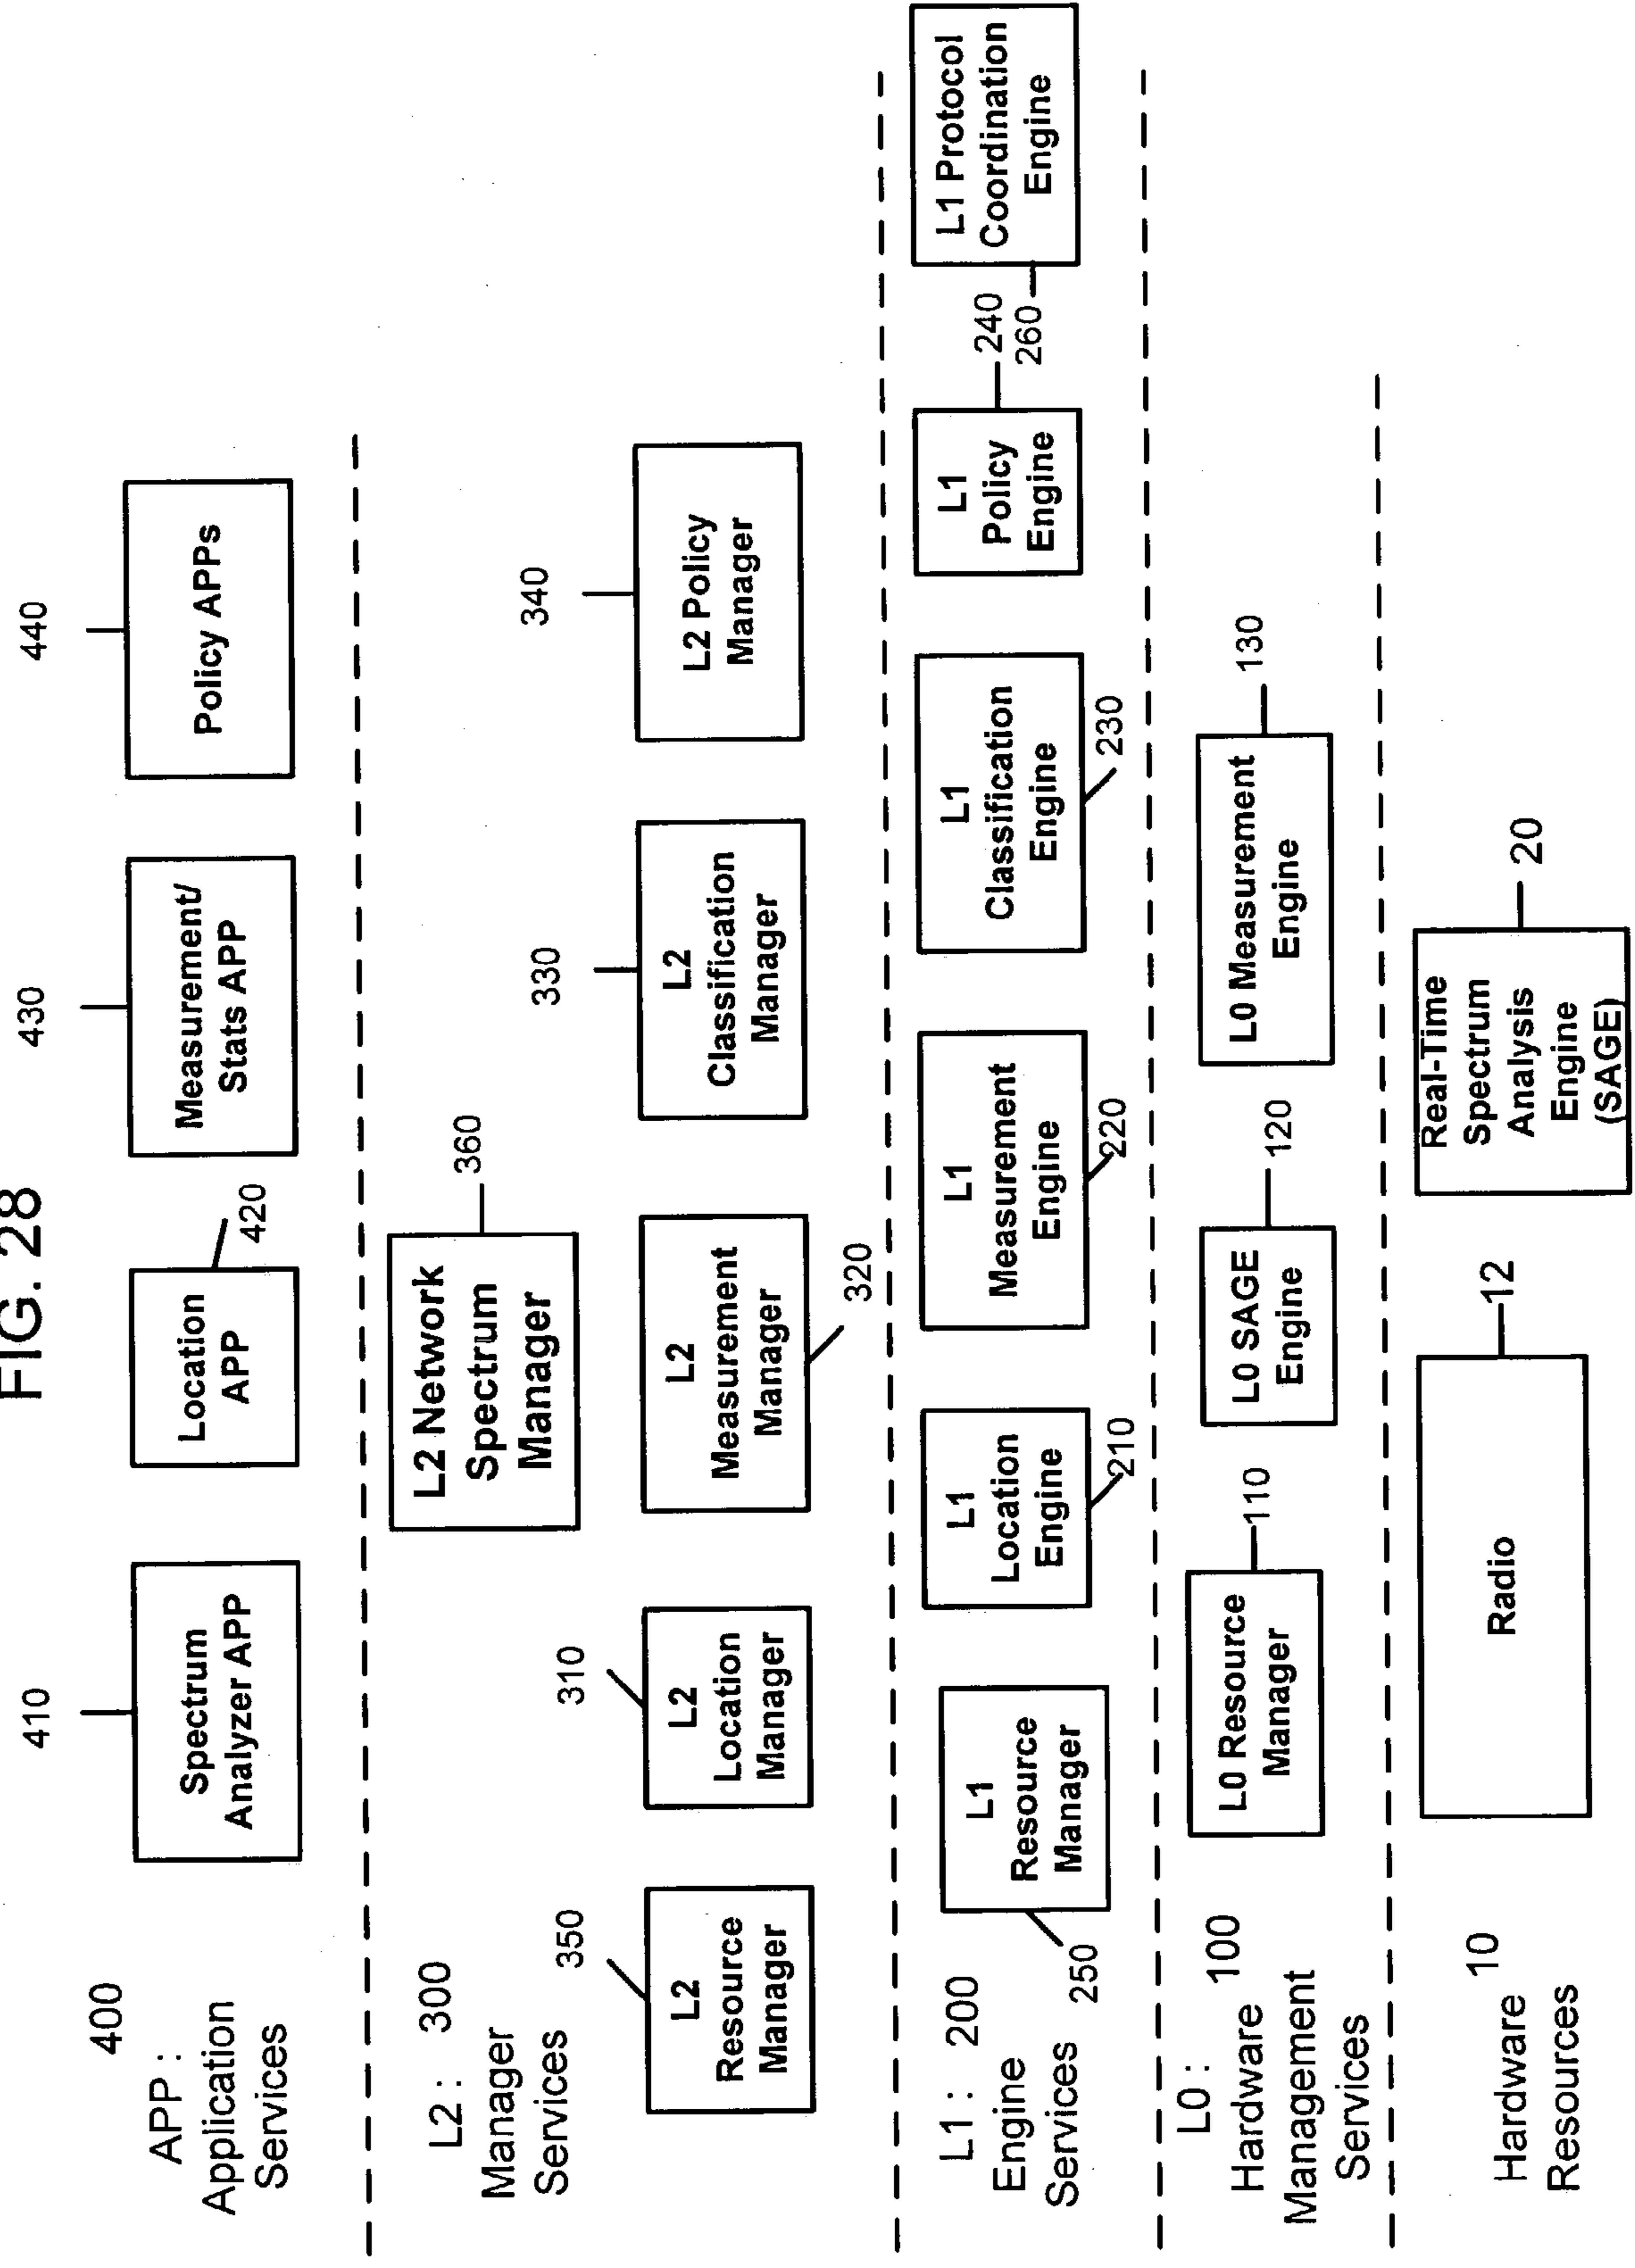 FIG. 28
400
APP :
Application
Services
410
Spectrum
Analyzer APP
Location
APP
420
430
Measurement/
Stats APP
440
Policy APPs
L2 : 300
Manager
Services
L2 Network
Spectrum
Manager
360
350
L2
Resource
Manager
310
L2
Location
Manager
L2
Measurement
Manager
320
330
L2
Classification
Manager
340
L2 Policy
Manager
L1 : 200
Engine
Services
250
L1
Resource
Manager
L1
Location
Engine
210
L1
Measurement
Engine
220
L1
Classification
Engine
230
L1
Policy
Engine
240
260
L1 Protocol
Coordination
Engine
L0 :
Hardware 100
Management
Services
L0 Resource
Manager
110
L0 SAGE
Engine
120
L0 Measurement
Engine
130
Hardware 10
Resources
Radio
12
Real-Time
Spectrum
Analysis
Engine
(SAGE)
20